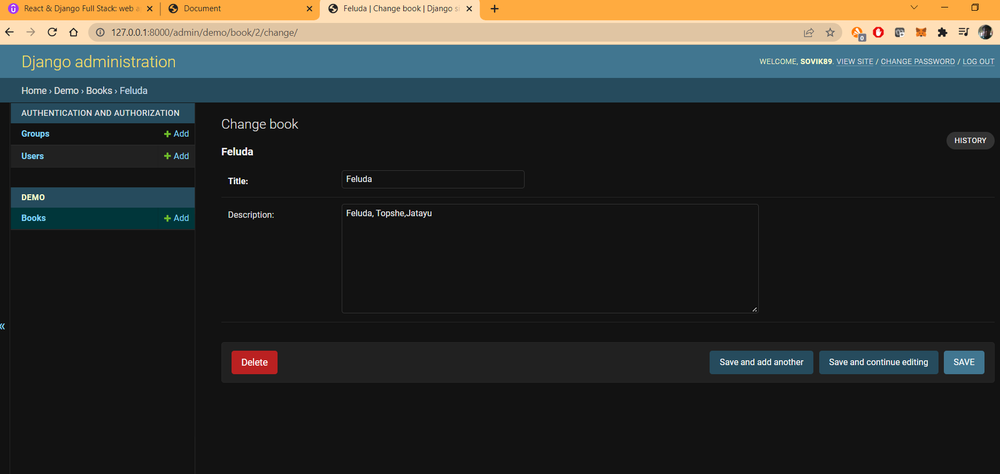 React & Django Full Stack: web a
Document
Feluda | Change book | Django si
127.0.0.1:8000/admin/demo/book/2/change/
0
Django administration
WELCOME, SOVIK89. VIEW SITE / CHANGE PASSWORD / LOG OUT
Home › Demo › Books › Feluda
AUTHENTICATION AND AUTHORIZATION
Groups
+ Add
Users
+ Add
DEMO
Books
+ Add
«
Change book
HISTORY
Feluda
Title:
Feluda
Description:
Feluda, Topshe,Jatayu
Delete
Save and add another
Save and continue editing
SAVE